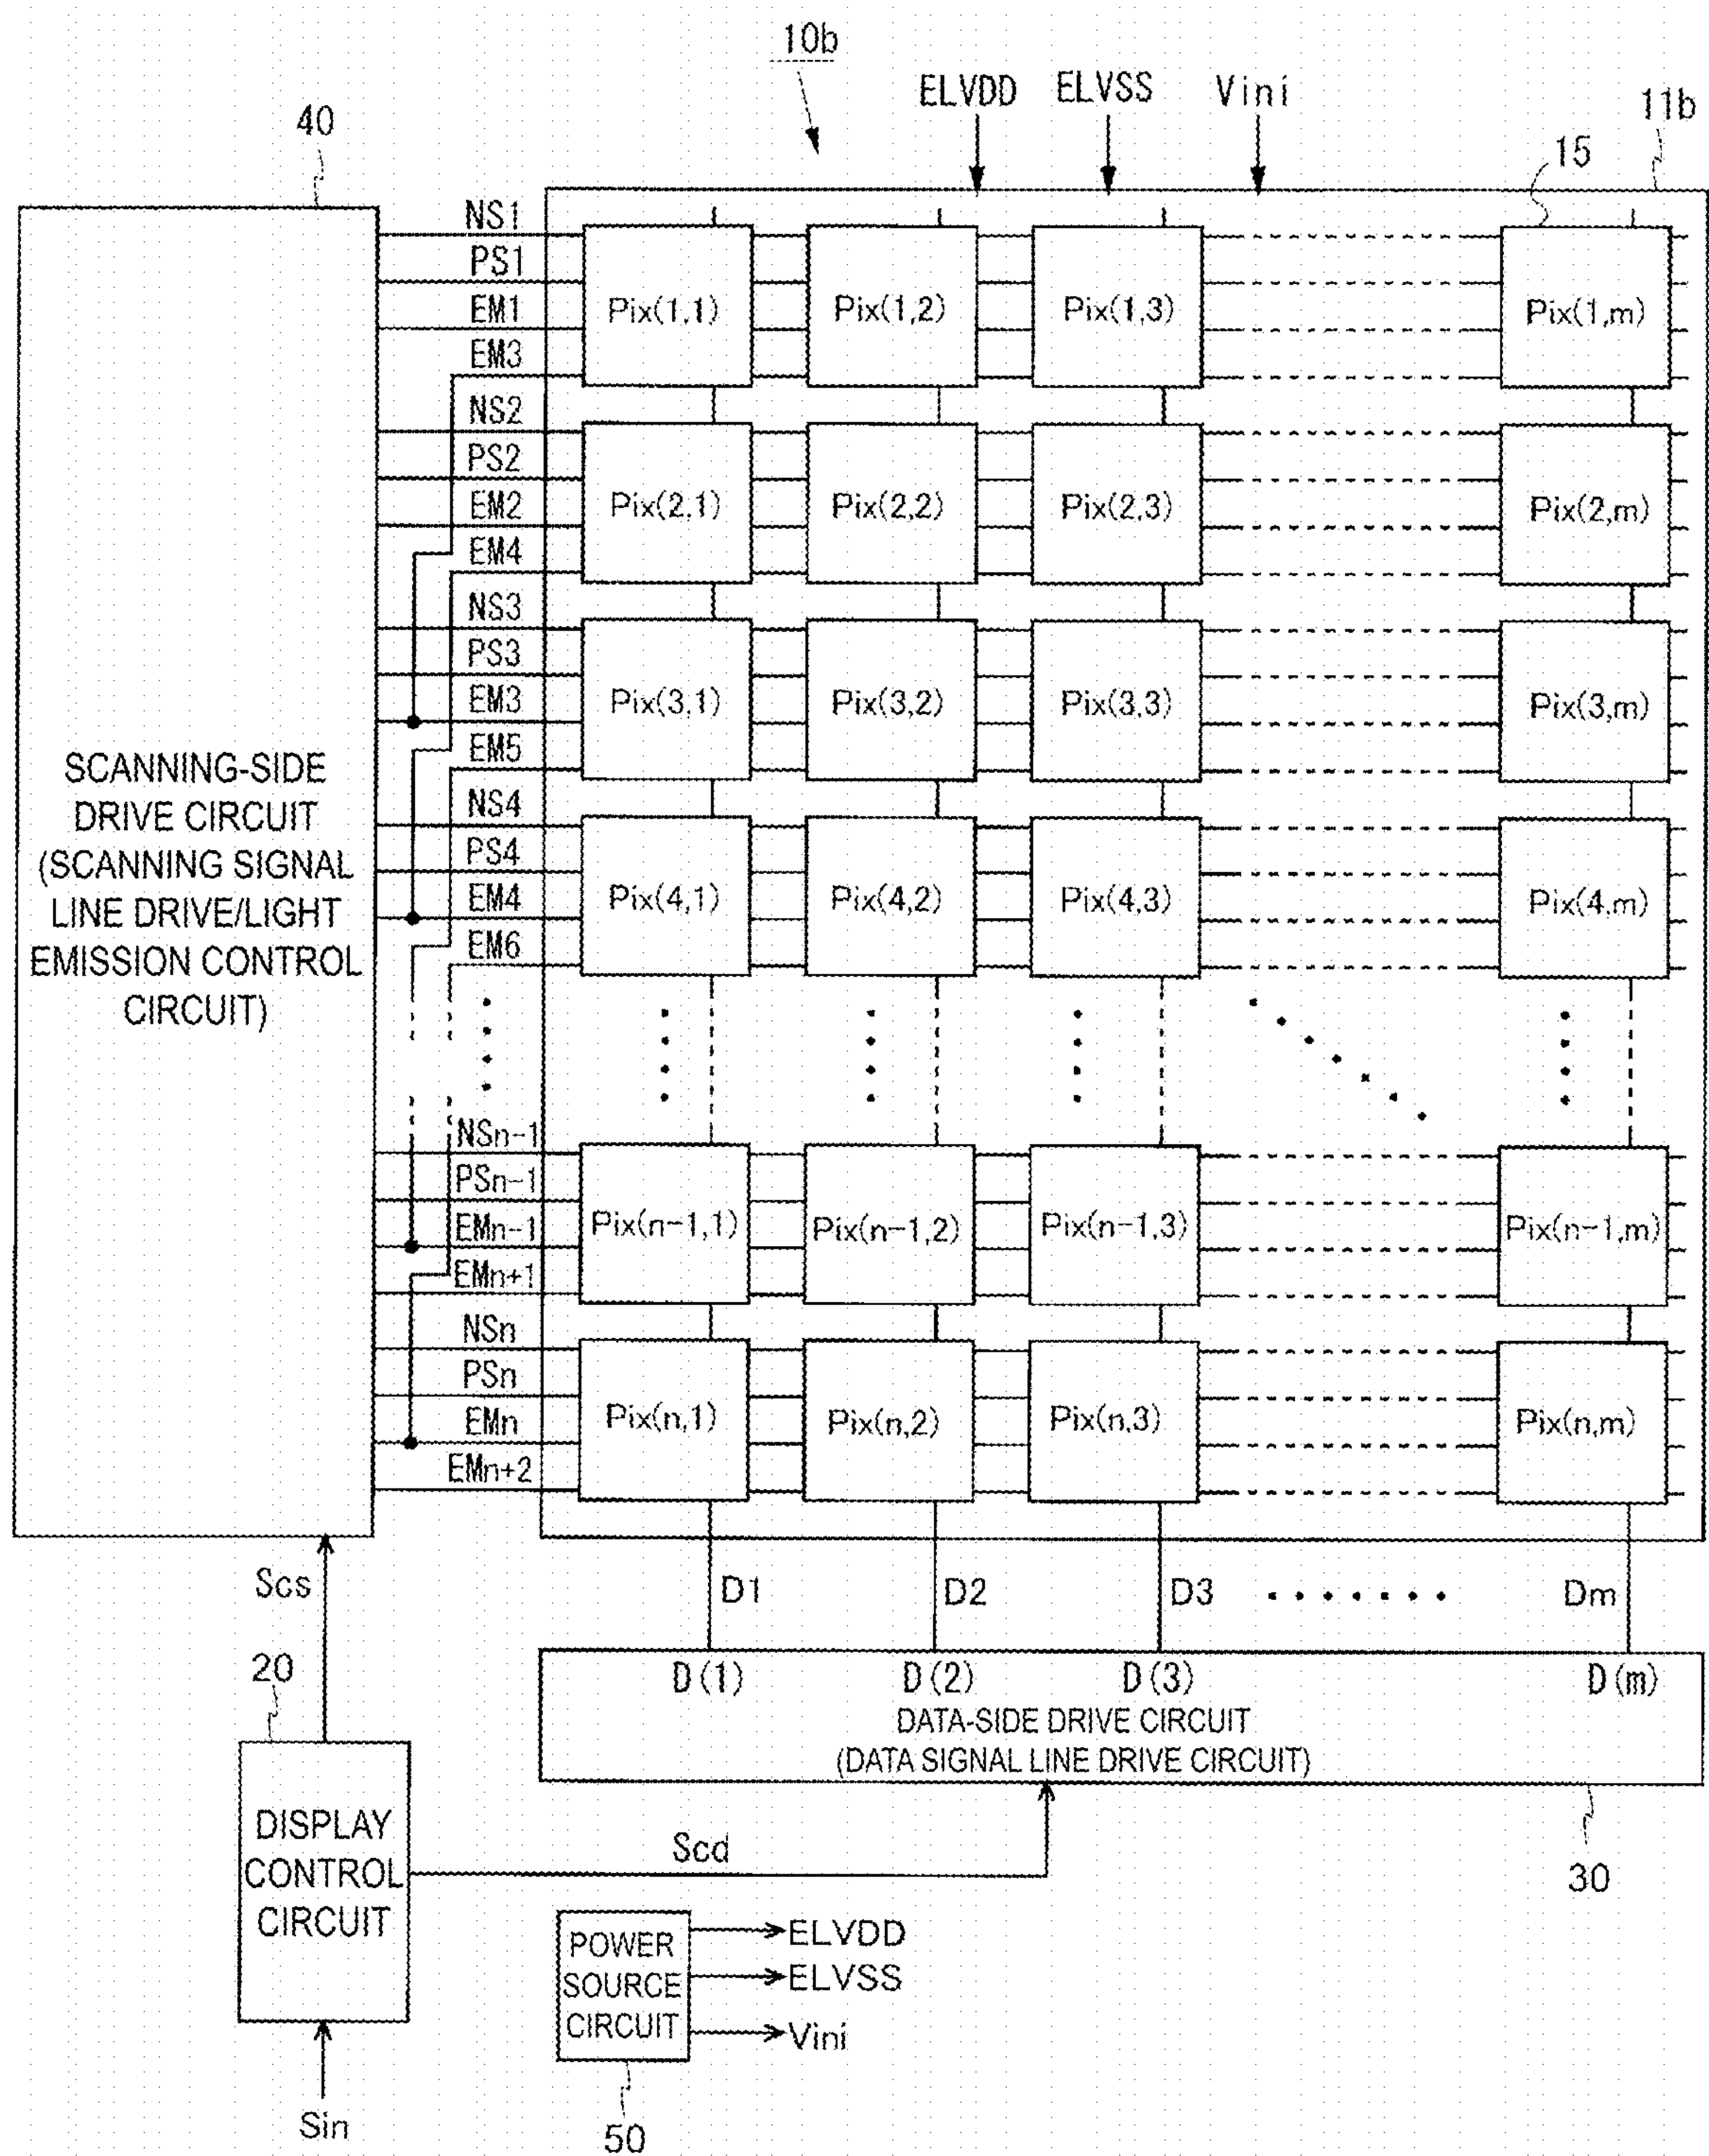 10b
ELVDD ELVSS Vini
11b
40
15
NS1
PS1
EM1
EM3
Pix(1,1) Pix(1,2) Pix(1,3) Pix(1,m)
NS2
PS2
EM2
EM4
Pix(2,1) Pix(2,2) Pix(2,3) Pix(2,m)
NS3
PS3
EM3
EM5
Pix(3,1) Pix(3,2) Pix(3,3) Pix(3,m)
NS4
PS4
EM4
EM6
Pix(4,1) Pix(4,2) Pix(4,3) Pix(4,m)
SCANNING-SIDE
DRIVE CIRCUIT
(SCANNING SIGNAL
LINE DRIVE/LIGHT
EMISSION CONTROL
CIRCUIT)
NSn-1
PSn-1
EMn-1
EMn+1
Pix(n-1,1) Pix(n-1,2) Pix(n-1,3) Pix(n-1,m)
NSn
PSn
EMn
EMn+2
Pix(n,1) Pix(n,2) Pix(n,3) Pix(n,m)
Scs
D1 D2 D3 Dm
20
D(1) D(2) D(3) D(m)
DATA-SIDE DRIVE CIRCUIT
(DATA SIGNAL LINE DRIVE CIRCUIT)
30
DISPLAY
CONTROL
CIRCUIT
Scd
Sin
POWER
SOURCE
CIRCUIT
ELVDD
ELVSS
Vini
50